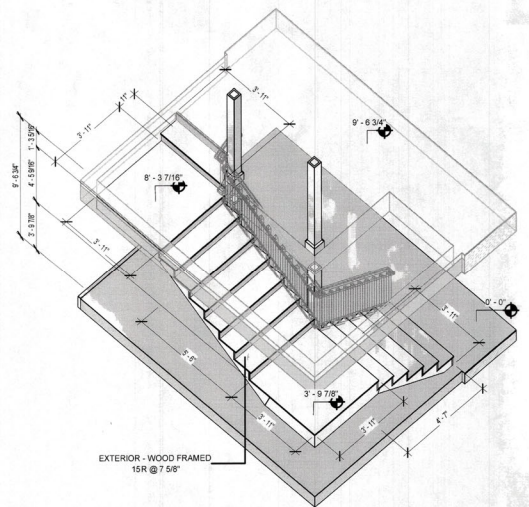 3'- 11"
11"
3'- 11"
9' - 6 3/4"
8' - 3 7/16"
1'- 3 5/16"
4'- 5 9/16"
3'- 9 7/8"
9'- 6 3/4"
3'- 11"
5'- 8"
3'- 11"
3'- 11"
0' - 0"
3' - 9 7/8"
3'- 11"
4'- 7"
EXTERIOR - WOOD FRAMED
15R @ 7 5/8"